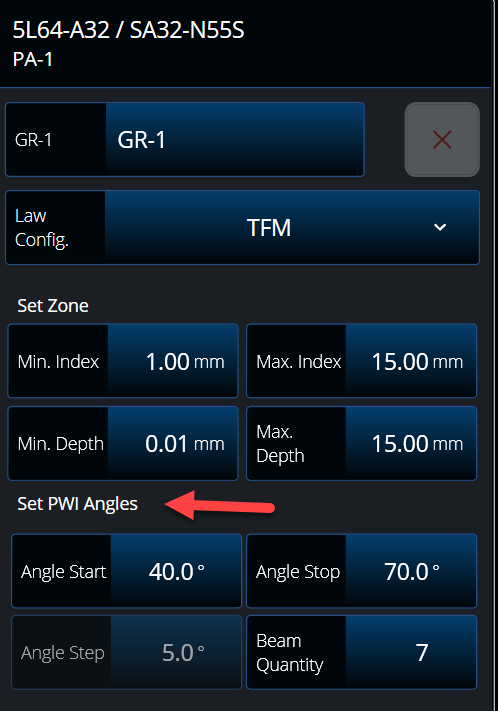 5L64-A32 / SA32-N55S
PA-1
GR-1 GR-1
Law
Config.
TFM
Set Zone
Min. Index 1.00 mm Max. Index 15.00 mm
Min. Depth 0.01 mm Max.
Depth 15.00 mm
Set PWI Angles
Angle Start 40.0 ° Angle Stop 70.0 °
Angle Step 5.0 ° Beam
Quantity 7